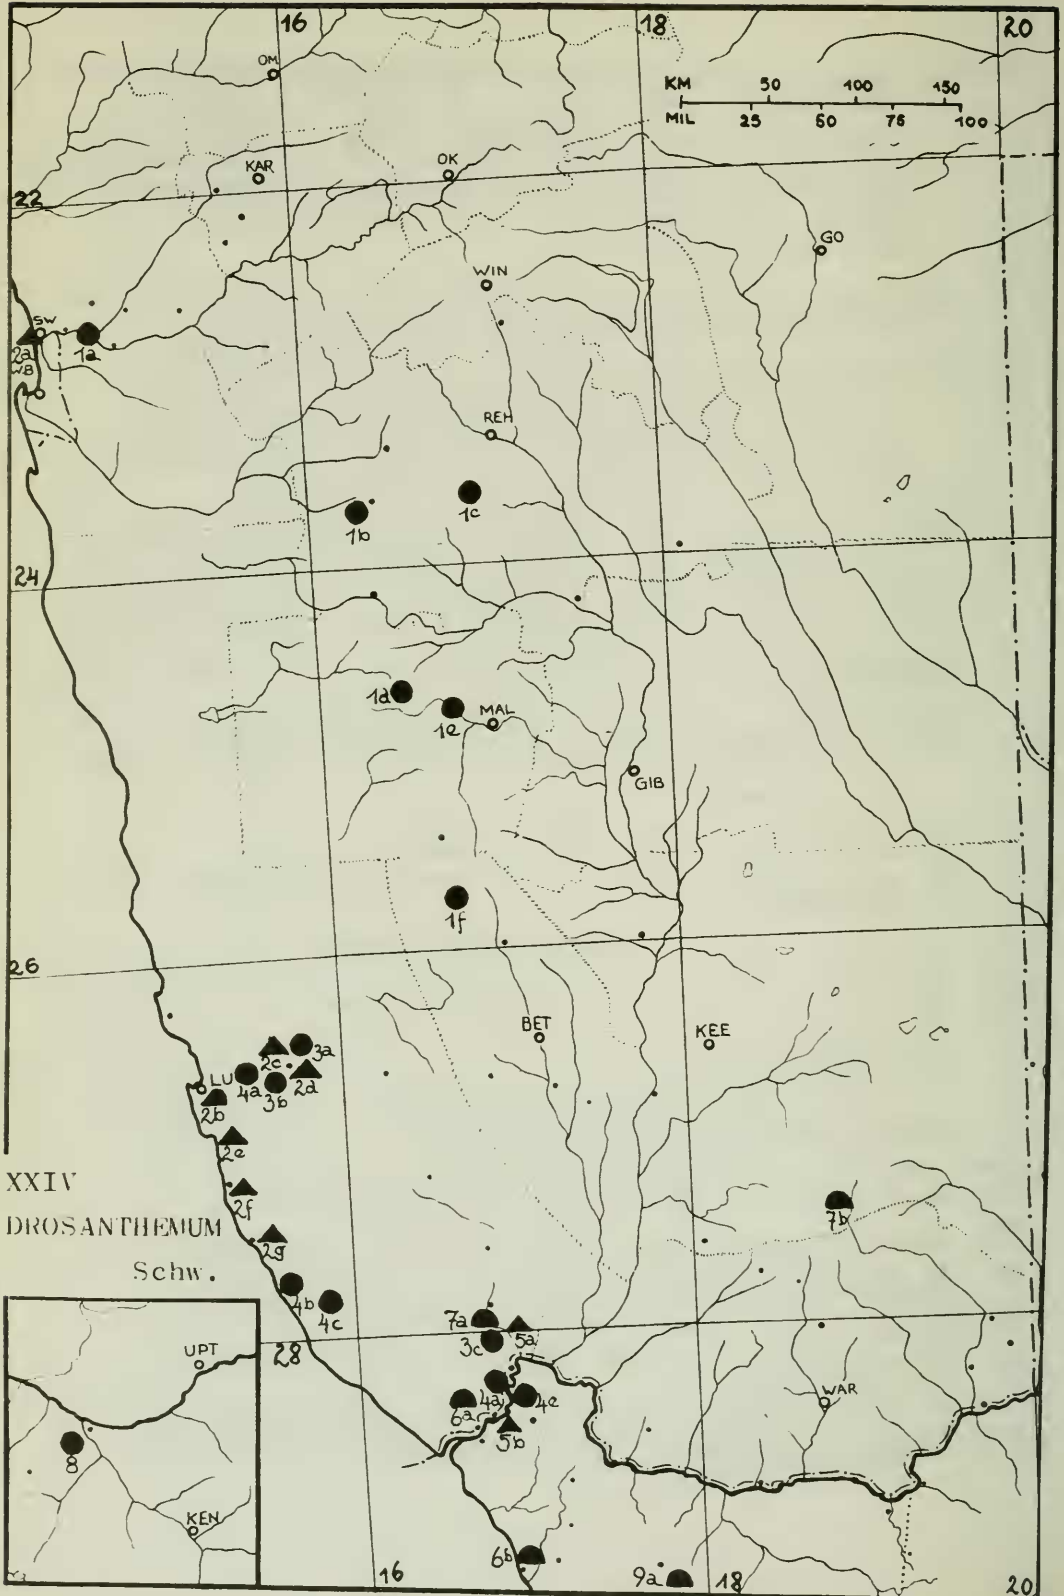 16 18 20
OM
KM 50 100 150
MIL 25 50 75 100
KAR OK
22
GO
WIN
SW
2a 1a
WB
REH
1c
1b
24
1d
1e MAL
GIB
1f
26
BET KEE
2c 3a
LU 4a 3b 2d
2b
2e
XXIV
2f
7b
DROSANTHEMUM
2g
Schw.
4b 4c
7a 5a
28 3c
UPT
4e WAR
6a
5b
8
KEN
6b
9a
16 18 20